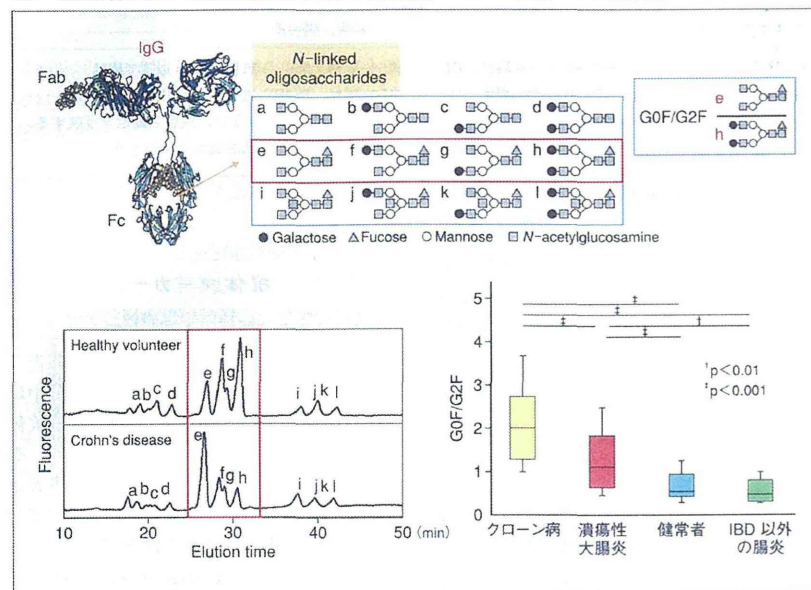 IgG
Fab
Fc
N-linked
oligosaccharides
a b c d
e f g h
i j k l
Galactose Fucose Mannose N-acetylglucosamine
G0F/G2F
e
h
Healthy volunteer
a b c d e f g h i j k l
Crohn's disease
a b c d e f g h i j k l
Fluorescence
10 20 30 40 50 (min)
Elution time
G0F/G2F
5
4
3
2
1
0
‡
‡
‡ †
‡
†p<0.01
‡p<0.001
クローン病 潰瘍性 健常者 IBD 以外
大腸炎 の腸炎